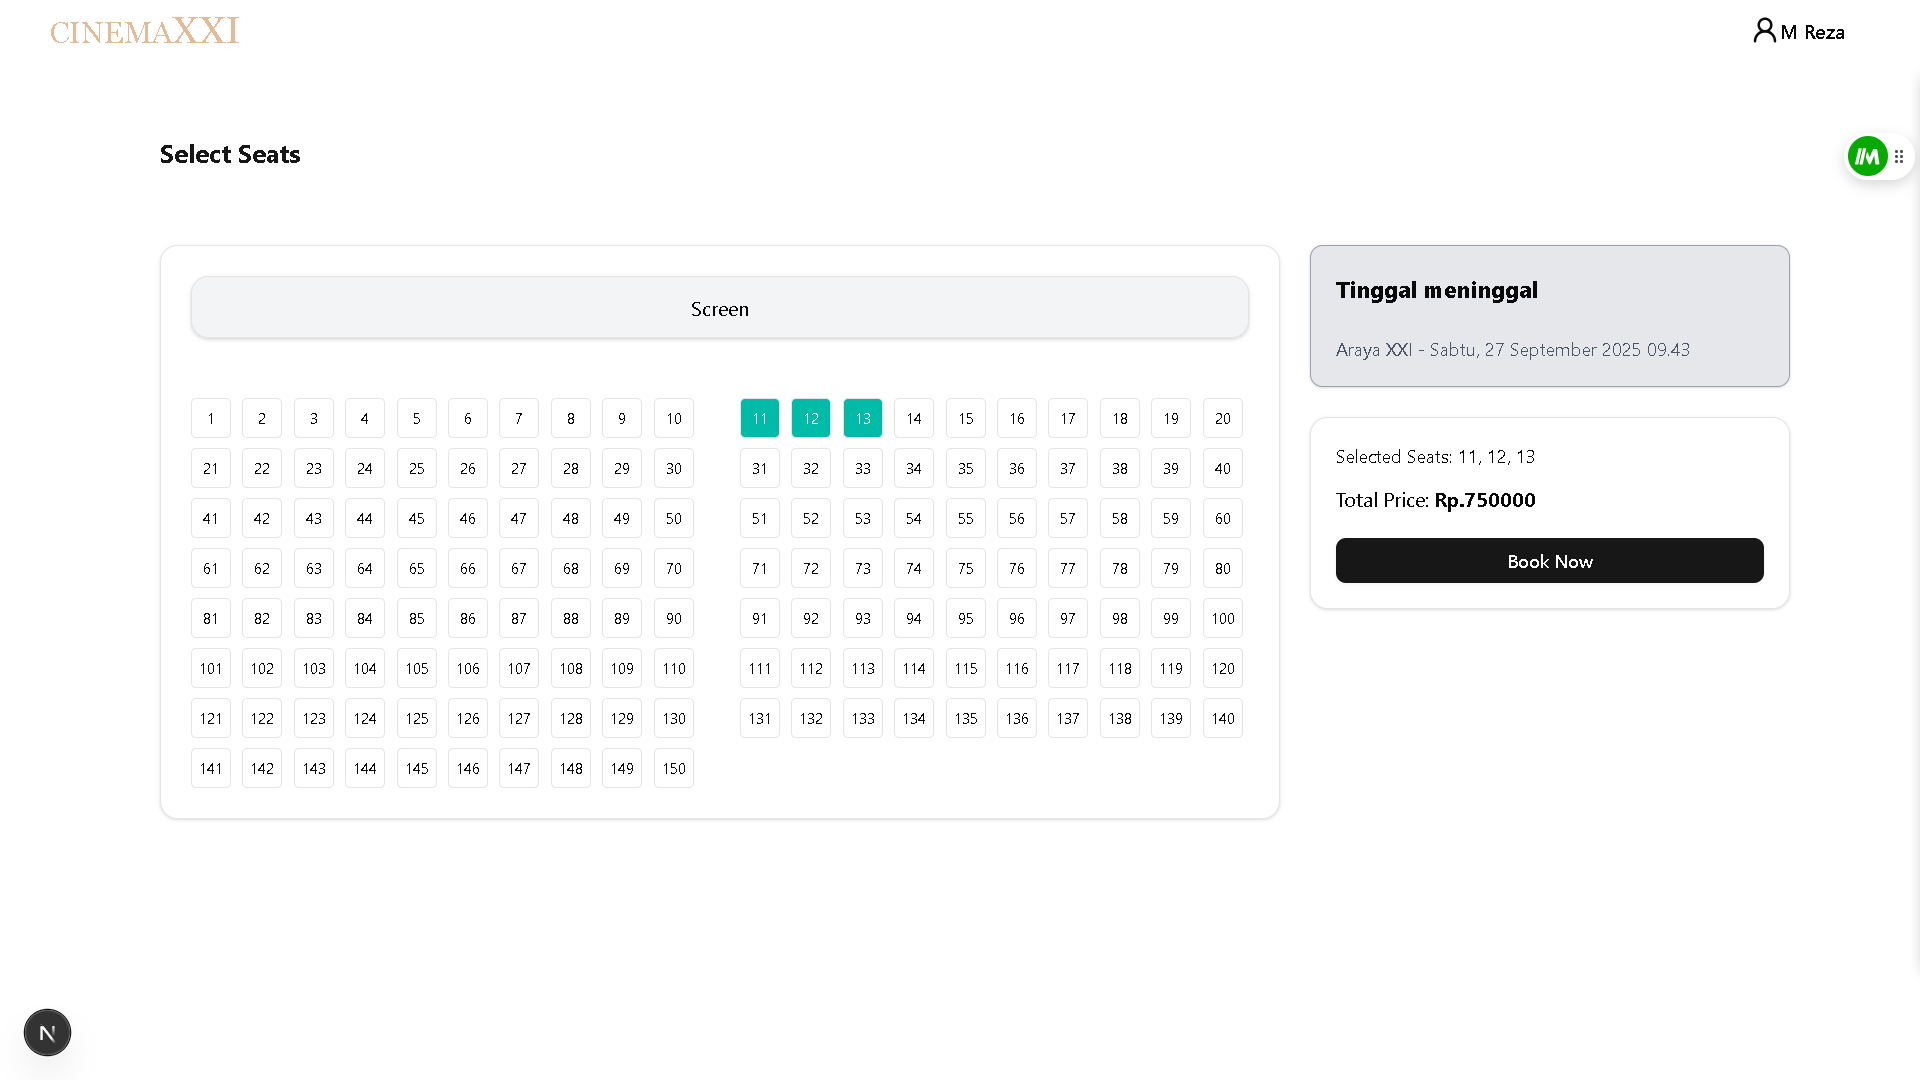 CINEMAXXI
M Reza
Select Seats
Screen
1 2 3 4 5 6 7 8 9 10 11 12 13 14 15 16 17 18 19 20
21 22 23 24 25 26 27 28 29 30 31 32 33 34 35 36 37 38 39 40
41 42 43 44 45 46 47 48 49 50 51 52 53 54 55 56 57 58 59 60
61 62 63 64 65 66 67 68 69 70 71 72 73 74 75 76 77 78 79 80
81 82 83 84 85 86 87 88 89 90 91 92 93 94 95 96 97 98 99 100
101 102 103 104 105 106 107 108 109 110 111 112 113 114 115 116 117 118 119 120
121 122 123 124 125 126 127 128 129 130 131 132 133 134 135 136 137 138 139 140
141 142 143 144 145 146 147 148 149 150
Tinggal meninggal
Araya XXI - Sabtu, 27 September 2025 09.43
Selected Seats: 11, 12, 13
Total Price: Rp.750000
Book Now
N